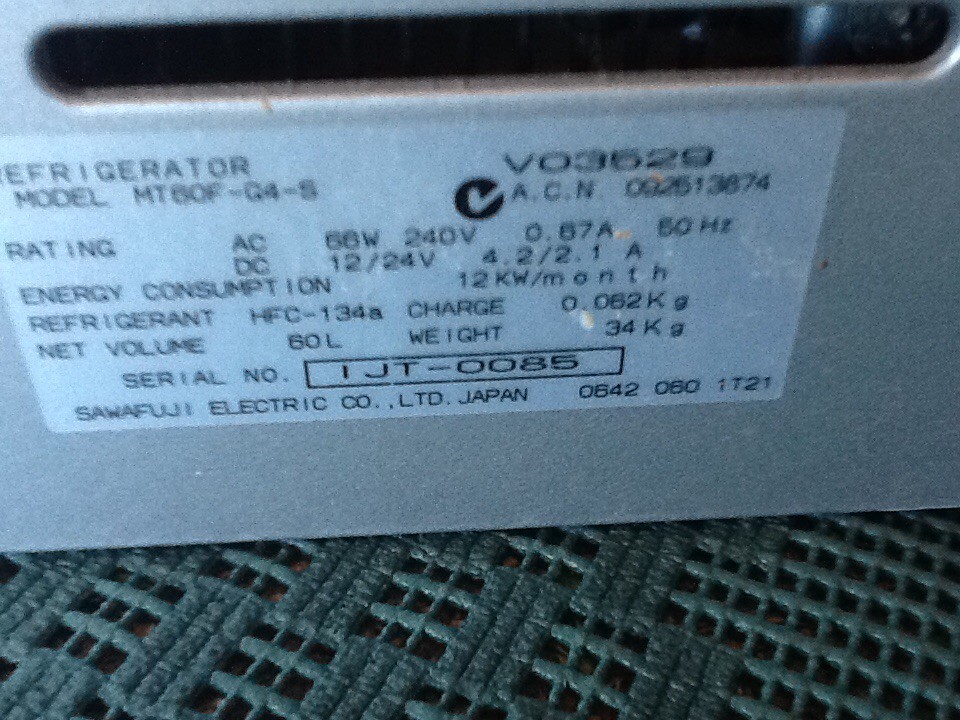 REFRIGERATOR V03629
MODEL MT60F-G4-S A.C.N 092613674
RATING AC 66W 240V 0.67A 50Hz
DC 12/24V 4.2/2.1 A
ENERGY CONSUMPTION 12KW/month
REFRIGERANT HFC-134a CHARGE 0.062Kg
NET VOLUME 60L WEIGHT 34Kg
SERIAL NO. IJT-0085
SAWAFUJI ELECTRIC CO.,LTD.JAPAN 0642 060 1T21